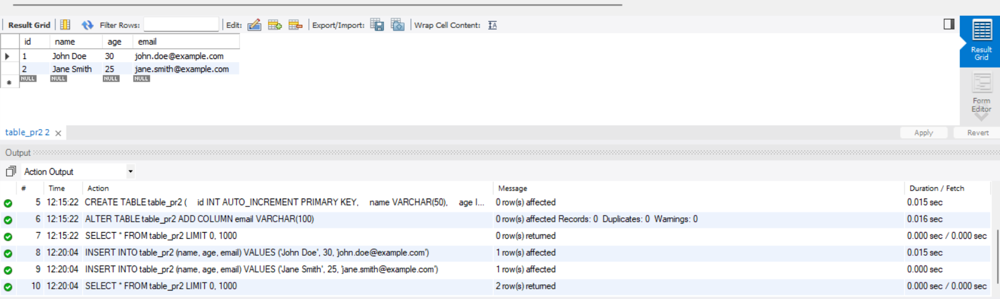 Result Grid Filter Rows: Edit: Export/Import: Wrap Cell Content: IA
Result Grid
id name age email
1 John Doe 30 john.doe@example.com
2 Jane Smith 25 jane.smith@example.com
NULL NULL NULL NULL
Form Editor
table_pr2 2 Apply Revert
Output
Action Output
# Time Action Message Duration / Fetch
5 12:15:22 CREATE TABLE table_pr2 ( id INT AUTO_INCREMENT PRIMARY KEY, name VARCHAR(50), age I... 0 row(s) affected 0.015 sec
6 12:15:22 ALTER TABLE table_pr2 ADD COLUMN email VARCHAR(100) 0 row(s) affected Records: 0 Duplicates: 0 Warnings: 0 0.016 sec
7 12:15:22 SELECT * FROM table_pr2 LIMIT 0, 1000 0 row(s) returned 0.000 sec / 0.000 sec
8 12:20:04 INSERT INTO table_pr2 (name, age, email) VALUES ('John Doe', 30, 'john.doe@example.com') 1 row(s) affected 0.015 sec
9 12:20:04 INSERT INTO table_pr2 (name, age, email) VALUES ('Jane Smith', 25, 'jane.smith@example.com') 1 row(s) affected 0.000 sec
10 12:20:04 SELECT * FROM table_pr2 LIMIT 0, 1000 2 row(s) returned 0.000 sec / 0.000 sec